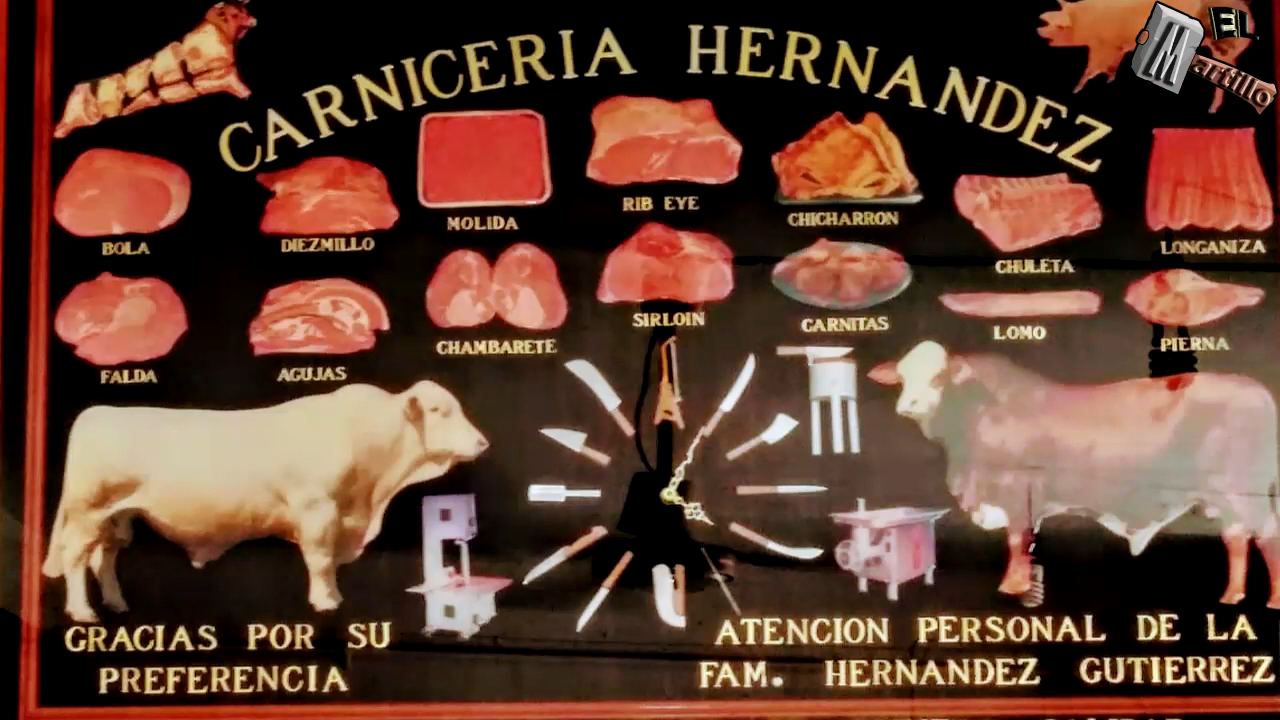 EL
Martillo
CARNICERIA HERNANDEZ
MOLIDA
RIB EYE
CHICHARRON
BOLA
DIEZMILLO
CHULETA
LONGANIZA
CHAMBARETE
SIRLOIN
CARNITAS
LOMO
PIERNA
FALDA
AGUJAS
GRACIAS POR SU
PREFERENCIA
ATENCION PERSONAL DE LA
FAM. HERNANDEZ GUTIERREZ